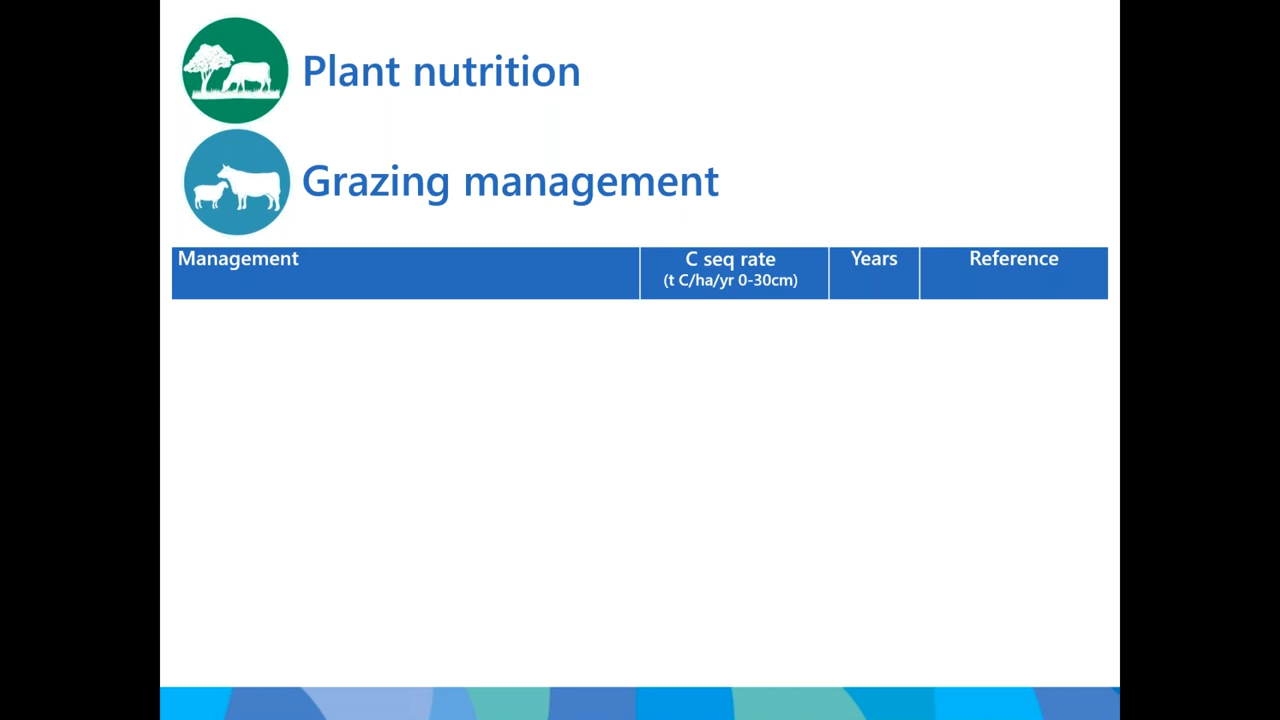 Plant nutrition
Grazing management
Management C seq rate Years Reference
(t C/ha/yr 0-30cm)